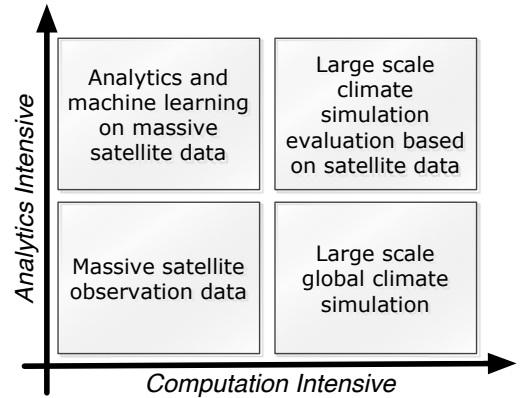 Analytics Intensive
Analytics and
machine learning
on massive
satellite data
Large scale
climate
simulation
evaluation based
on satellite data
Massive satellite
observation data
Large scale
global climate
simulation
Computation Intensive